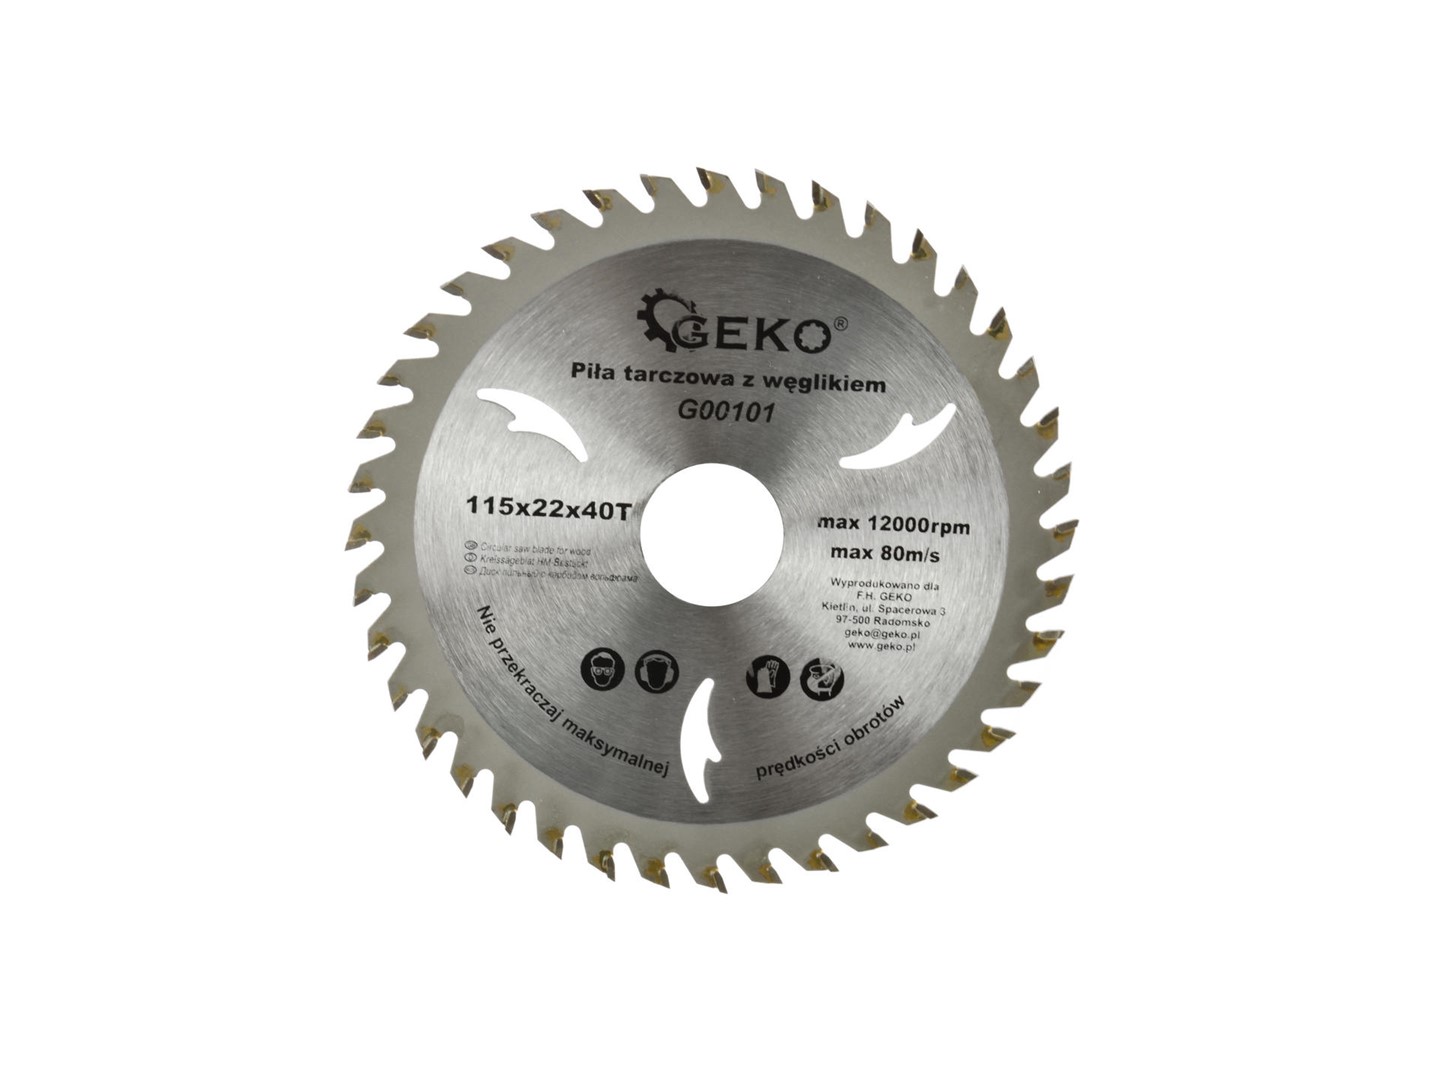 GEKO®
Piła tarczowa z węglikiem
G00101
115x22x40T
Circular saw blade for wood
Kreissageblat HM-Bestückt
Диск пильный с карбидом вольфрама
max 12000rpm
max 80m/s
Wyprodukowano dla
F.H. GEKO
Kietlin, ul. Spacerowa 3
97-500 Radomsko
geko@geko.pl
www.geko.pl
Nie przekraczaj maksymalnej
prędkości obrotów